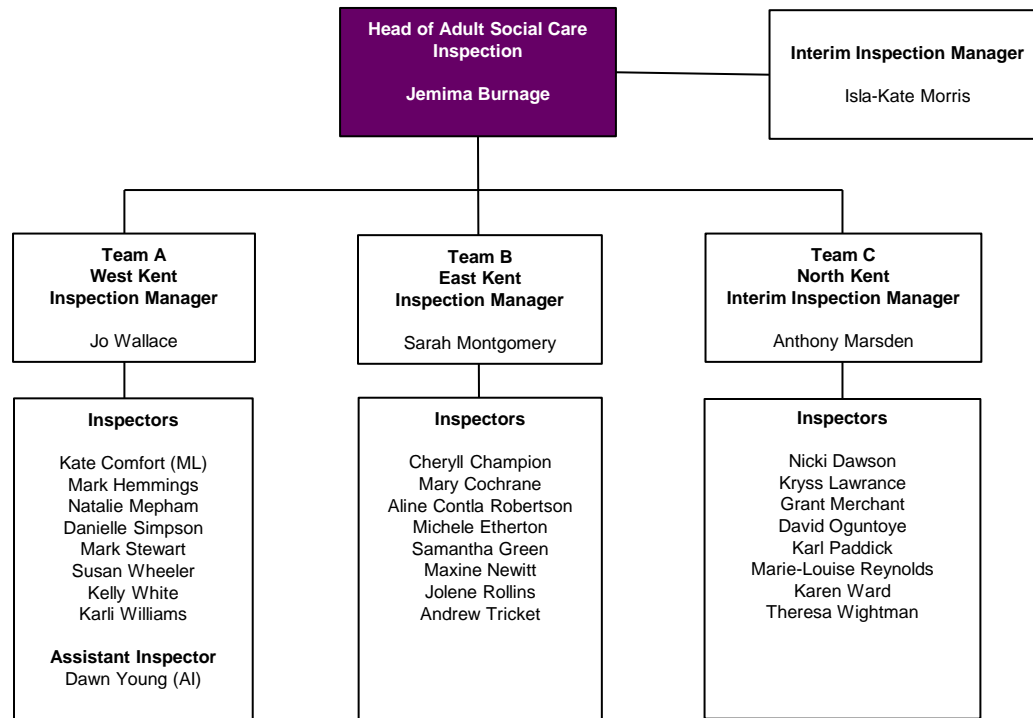 Head of Adult Social Care
Inspection
Jemima Burnage
Interim Inspection Manager
Isla-Kate Morris
Team A
West Kent
Inspection Manager
Jo Wallace
Team B
East Kent
Inspection Manager
Sarah Montgomery
Team C
North Kent
Interim Inspection Manager
Anthony Marsden
Inspectors
Kate Comfort (ML)
Mark Hemmings
Natalie Mepham
Danielle Simpson
Mark Stewart
Susan Wheeler
Kelly White
Karli Williams
Assistant Inspector
Dawn Young (AI)
Inspectors
Cheryll Champion
Mary Cochrane
Aline Contla Robertson
Michele Etherton
Samantha Green
Maxine Newitt
Jolene Rollins
Andrew Tricket
Inspectors
Nicki Dawson
Kryss Lawrance
Grant Merchant
David Oguntoye
Karl Paddick
Marie-Louise Reynolds
Karen Ward
Theresa Wightman